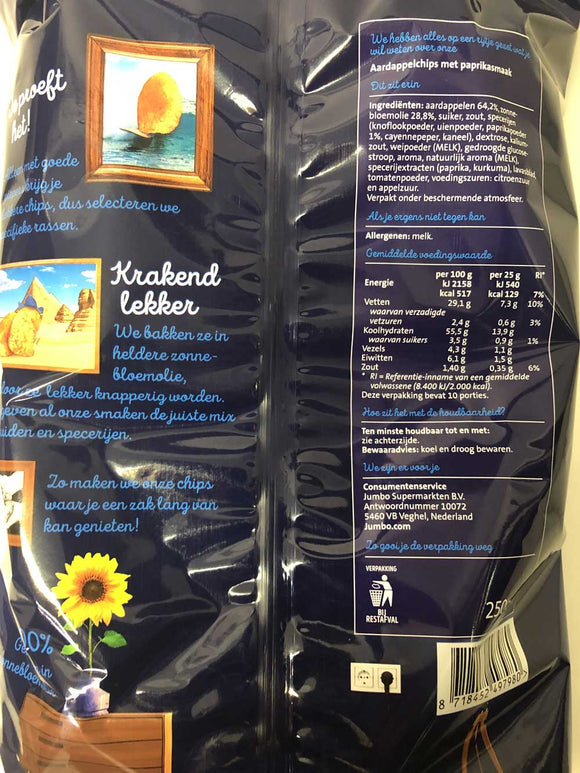 proeft
het!
met goede
krijg je
chips, dus selecteren we
rassen.
Krakend
lekker
We bakken ze in
heldere zonne-
bloemolie,
lekker knapperig worden.
geven al onze smaken de juiste mix
en specerijen.
Zo maken we onze chips
waar je een zak lang van
kan genieten!
We hebben alles op een rijtje gezet wat je
wil weten over onze
Aardappelchips met paprikasmaak
Dit zit erin
Ingrediënten: aardappelen 64,2%, zonne-
bloemolie 28,8%, suiker, zout, specerijen
(knoflookpoeder, uienpoeder, paprikapoeder
1%, cayennepeper, kaneel), dextrose, kalium-
zout, weipoeder (MELK), gedroogde glucose-
stroop, aroma, natuurlijk aroma (MELK),
specerijextracten (paprika, kurkuma),
tomatenpoeder, voedingszuren: citroenzuur
en appelzuur.
Verpakt onder beschermende atmosfeer.
Als je ergens niet tegen kan
Allergenen: melk.
Gemiddelde voedingswaarde
per 100 g per 25 g RI*
Energie kJ 2158 kJ 540
kcal 517 kcal 129 7%
Vetten 29,1 g 7,3 g 10%
waarvan verzadigde
vetzuren 2,4 g 0,6 g 3%
Koolhydraten 55,5 g 13,9 g
waarvan suikers 3,5 g 0,9 g 1%
Vezels 4,3 g 1,1 g
Eiwitten 6,1 g 1,5 g
Zout 1,40 g 0,35 g 6%
* RI = Referentie-inname van een gemiddelde
volwassene (8.400 kJ/2.000 kcal).
Deze verpakking bevat 10 porties.
Hoe zit het met de houdbaarheid?
Ten minste houdbaar tot en met:
zie achterzijde.
Bewaaradvies: koel en droog bewaren.
We zijn er voor je
Consumentenservice
Jumbo Supermarkten B.V.
Antwoordnummer 10072
5460 VB Veghel, Nederland
Jumbo.com
Zo gooi je de verpakking weg
VERPAKKING
BIJ
RESTAFVAL
8 718452 497980